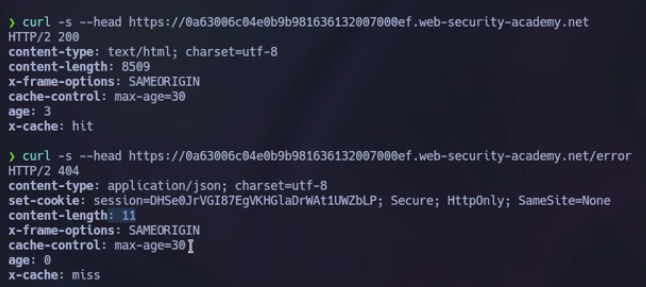 ❯ curl -s --head https://0a63006c04e0b9b981636132007000ef.web-security-academy.net
HTTP/2 200
content-type: text/html; charset=utf-8
content-length: 8509
x-frame-options: SAMEORIGIN
cache-control: max-age=30
age: 3
x-cache: hit
❯ curl -s --head https://0a63006c04e0b9b981636132007000ef.web-security-academy.net/error
HTTP/2 404
content-type: application/json; charset=utf-8
set-cookie: session=DHSe0JrVGI87EgVKHGlaDrWAt1UWZbLP; Secure; HttpOnly; SameSite=None
content-length: 11
x-frame-options: SAMEORIGIN
cache-control: max-age=30
age: 0
x-cache: miss